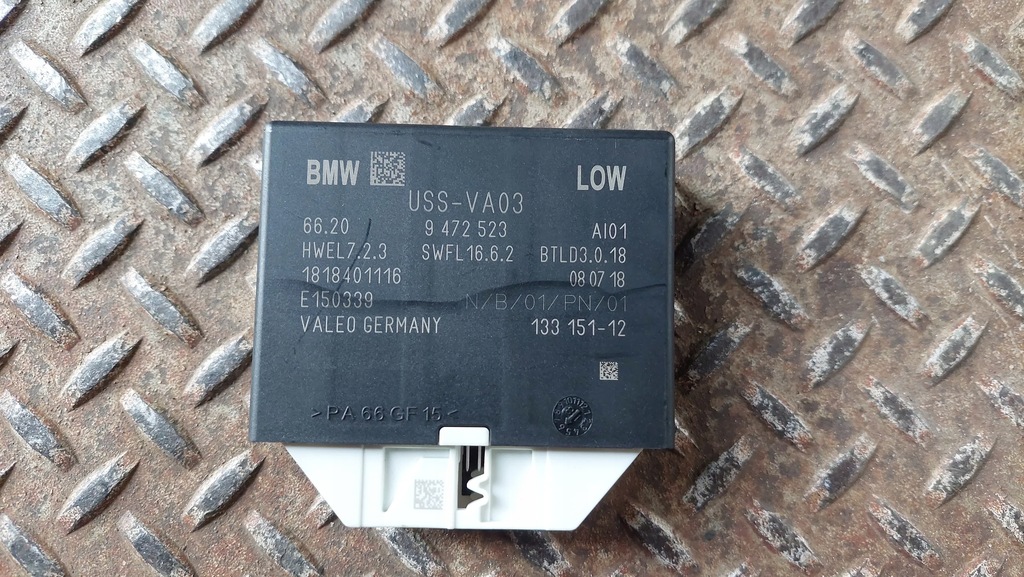 BMW LOW
USS-VA03
66.20 9 472 523 AI01
HWEL7.2.3 SWFL16.6.2 BTLD3.0.18
1818401116 08 07 18
E150339 N/B/01/PN/01
VALEO GERMANY 133 151-12
>PA 66 GF 15<